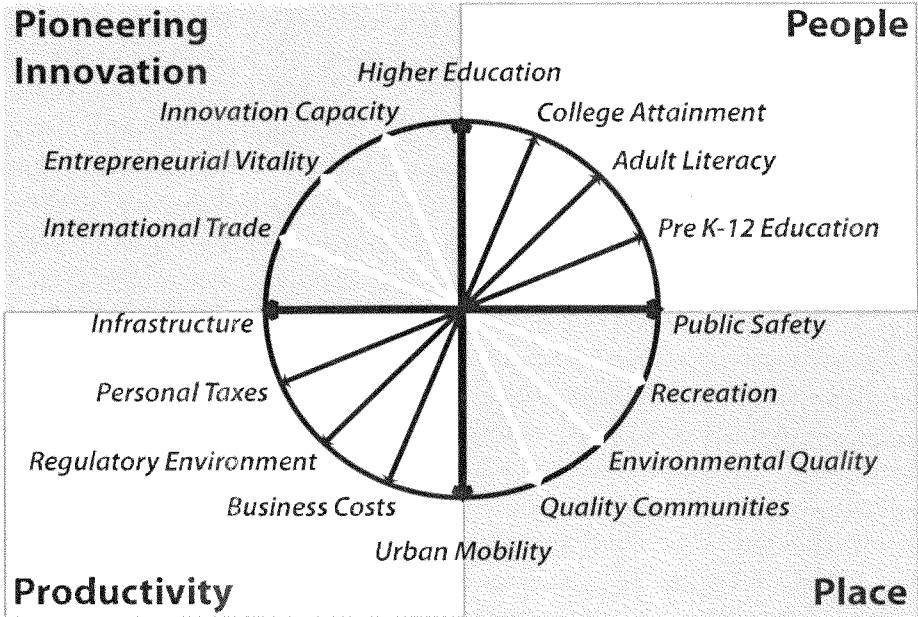 Pioneering
Innovation
People
Higher Education
Innovation Capacity
College Attainment
Entrepreneurial Vitality
Adult Literacy
International Trade
Pre K-12 Education
Infrastructure
Public Safety
Personal Taxes
Recreation
Regulatory Environment
Environmental Quality
Business Costs
Quality Communities
Urban Mobility
Productivity
Place